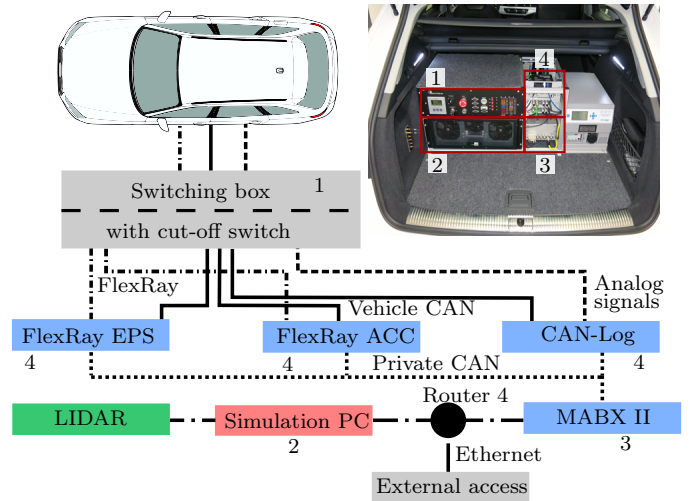 4
1
2
3
Switching box
1
with cut-off switch
FlexRay
Analog
signals
Vehicle CAN
FlexRay EPS
FlexRay ACC
CAN-Log
4
4
4
Private CAN
Router 4
LIDAR
Simulation PC
MABX II
2
3
Ethernet
External access